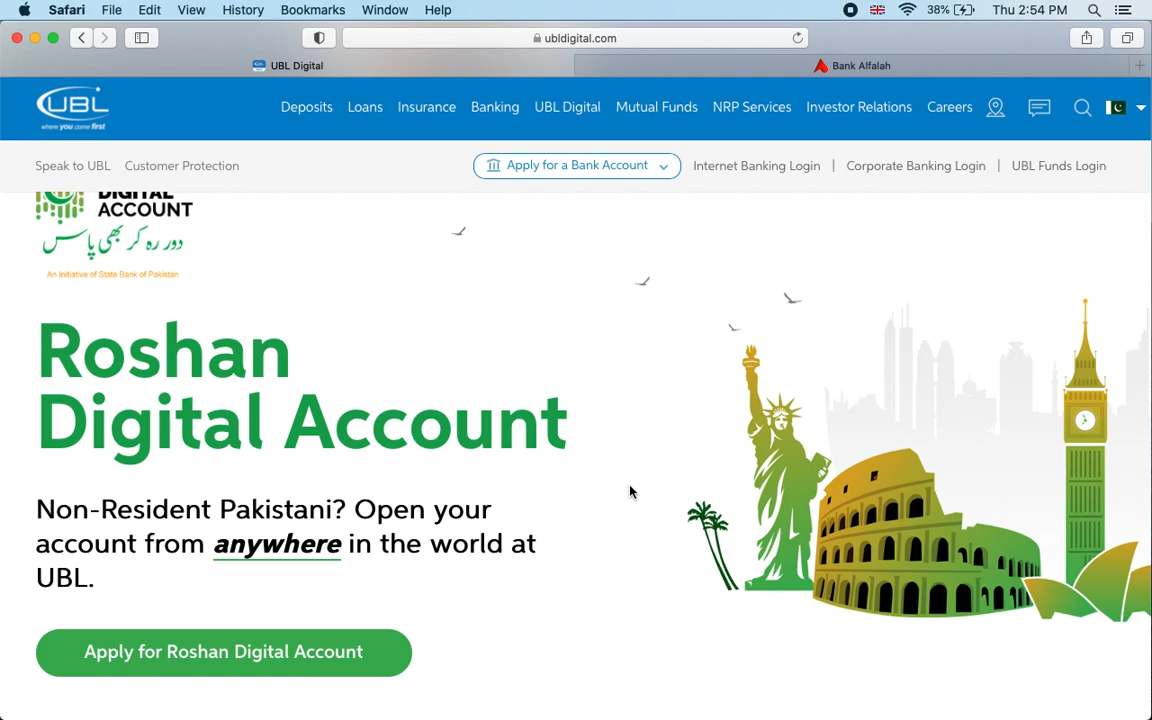 Safari File Edit View History Bookmarks Window Help 38% Thu 2:54 PM
ubldigital.com
UBL Digital Bank Alfalah
UBL
where you come first
Deposits Loans Insurance Banking UBL Digital Mutual Funds NRP Services Investor Relations Careers
Speak to UBL Customer Protection Apply for a Bank Account Internet Banking Login | Corporate Banking Login | UBL Funds Login
DIGITAL
ACCOUNT
دور رہ کر بھی پاس
An Initiative of State Bank of Pakistan
Roshan
Digital Account
Non-Resident Pakistani? Open your
account from anywhere in the world at
UBL.
Apply for Roshan Digital Account